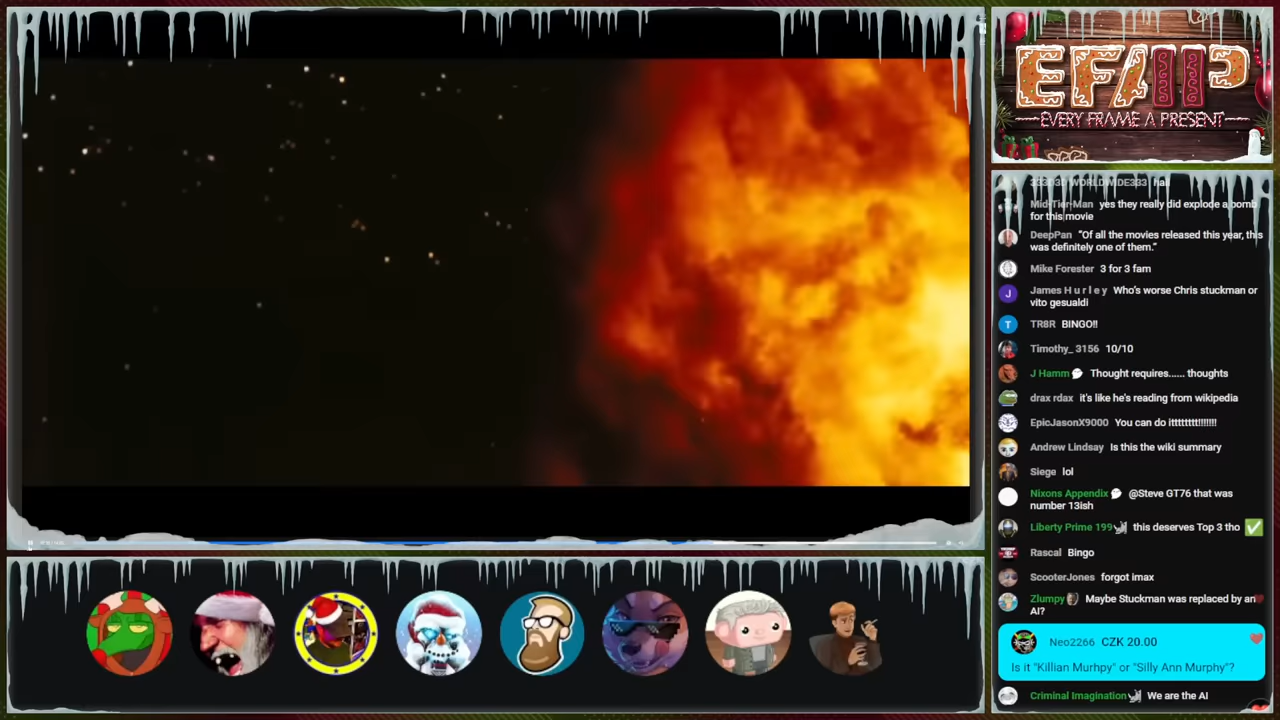 EFAP
EVERY FRAME A PRESENT
333333 WORLDWIDE333 hai
Mid-Tier-Man yes they really did explode a bomb
for this movie
DeepPan “Of all the movies released this year, this
was definitely one of them.”
Mike Forester 3 for 3 fam
James H u r l e y Who's worse Chris stuckman or
vito gesualdi
J
T
TR8R BINGO!!
Timothy_ 3156 10/10
J Hamm Thought requires...... thoughts
drax rdax it's like he's reading from wikipedia
EpicJasonX9000 You can do itttttttt!!!!!!!
Andrew Lindsay Is this the wiki summary
Siege lol
Nixons Appendix @Steve GT76 that was
number 13ish
Liberty Prime 199 this deserves Top 3 tho
Rascal Bingo
ScooterJones forgot imax
Zlumpy Maybe Stuckman was replaced by an
AI?
Neo2266 CZK 20.00
Is it "Killian Murhpy" or "Silly Ann Murphy"?
Criminal Imagination We are the AI